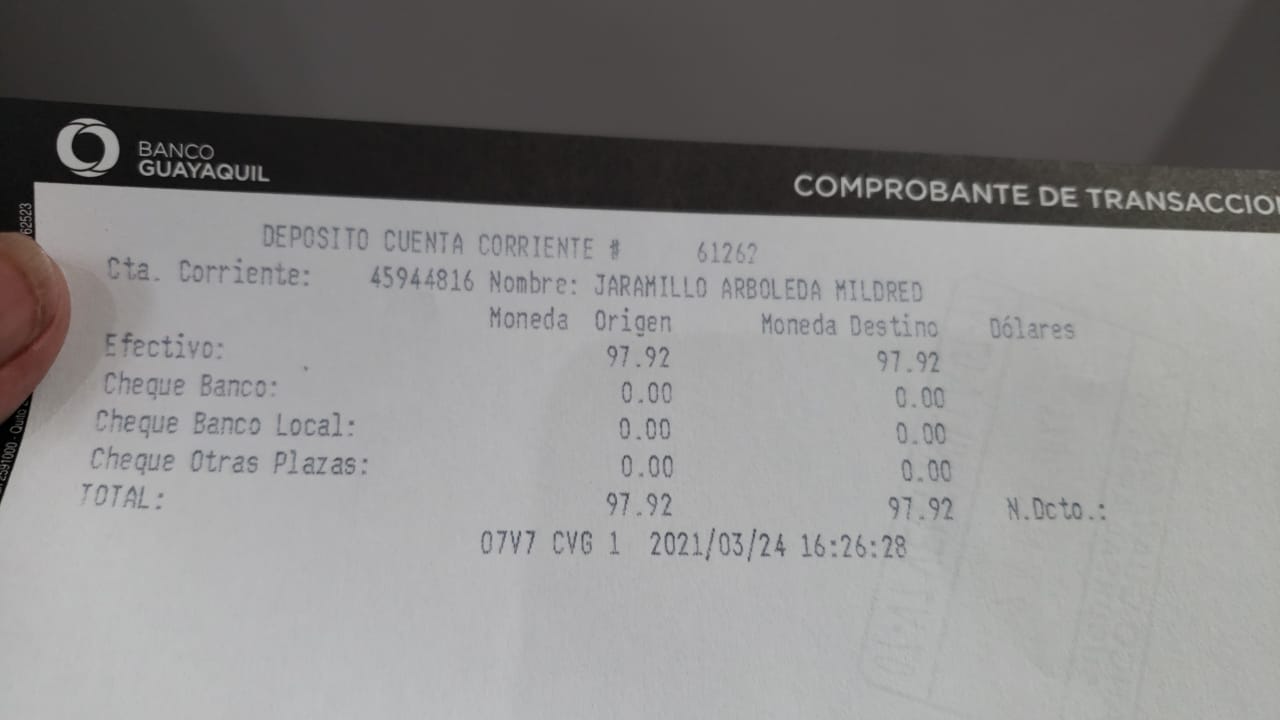 BANCO
GUAYAQUIL
COMPROBANTE DE TRANSACCIO
62523
DEPOSITO CUENTA CORRIENTE # 61262
Cta. Corriente: 45944816 Nombre: JARAMILLO ARBOLEDA MILDRED
Moneda Origen Moneda Destino Dólares
Efectivo: 97.92 97.92
Cheque Banco: 0.00 0.00
Cheque Banco Local: 0.00 0.00
Cheque Otras Plazas: 0.00 0.00
TOTAL: 97.92 97.92 N.Dcto.:
07V7 CVG 1 2021/03/24 16:26:28
2591000 - Quito